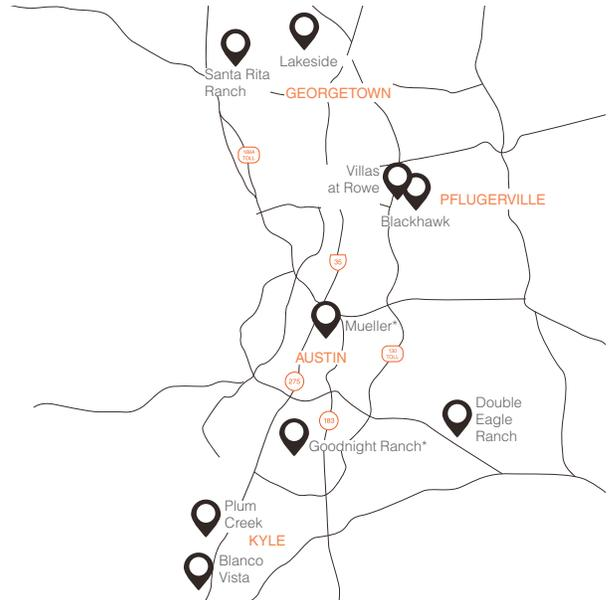 Lakeside
Santa Rita
Ranch
GEORGETOWN
TOLL
Villas
at Rowe
PFLUGERVILLE
Blackhawk
35
Mueller*
130
TOLL
AUSTIN
275
183
Double
Eagle
Ranch
Goodnight Ranch*
Plum
Creek
KYLE
Blanco
Vista